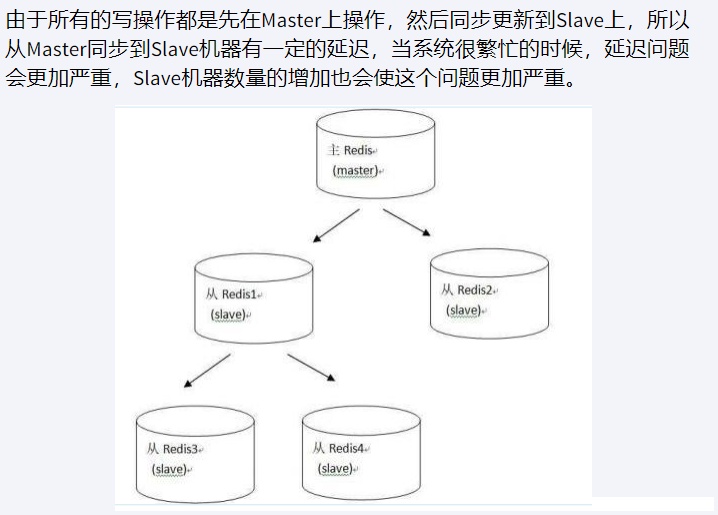 由于所有的写操作都是先在Master上操作，然后同步更新到Slave上，所以
从Master同步到Slave机器有一定的延迟，当系统很繁忙的时候，延迟问题
会更加严重，Slave机器数量的增加也会使这个问题更加严重。
主 Redis
(master)
从 Redis1
(slave)
从 Redis2
(slave)
从 Redis3
(slave)
从 Redis4
(slave)